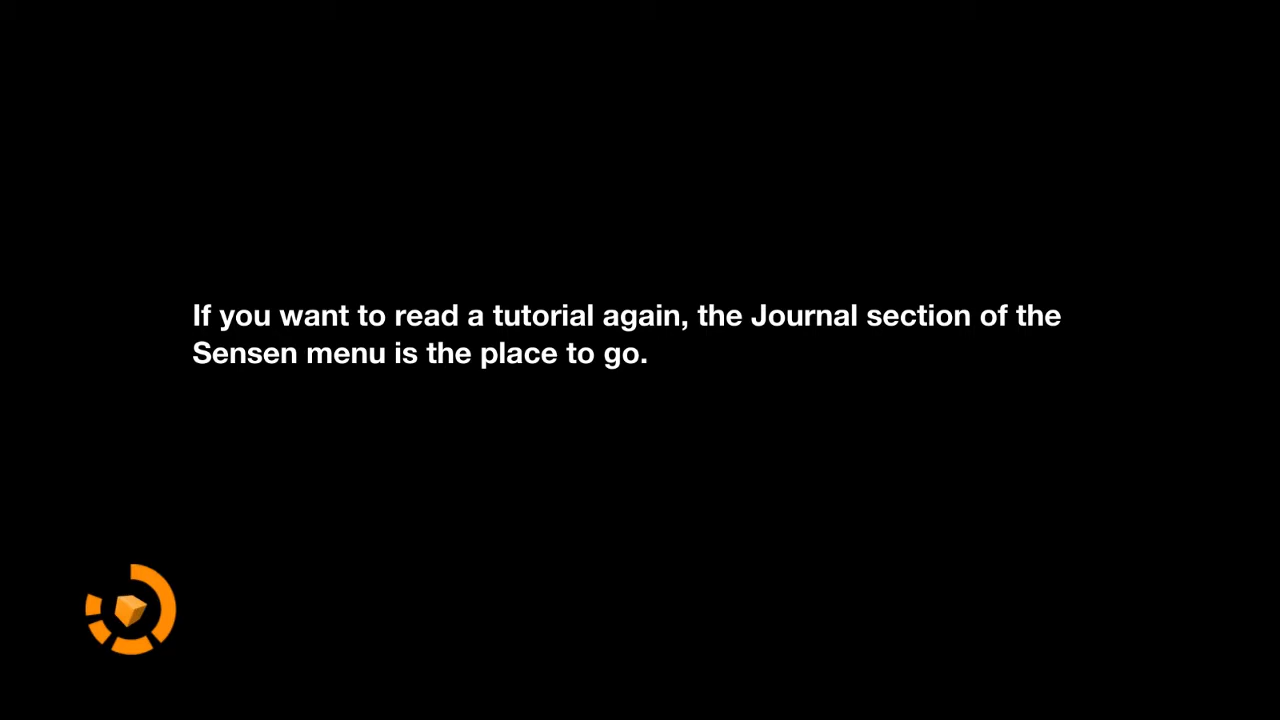 If you want to read a tutorial again, the Journal section of the
Sensen menu is the place to go.